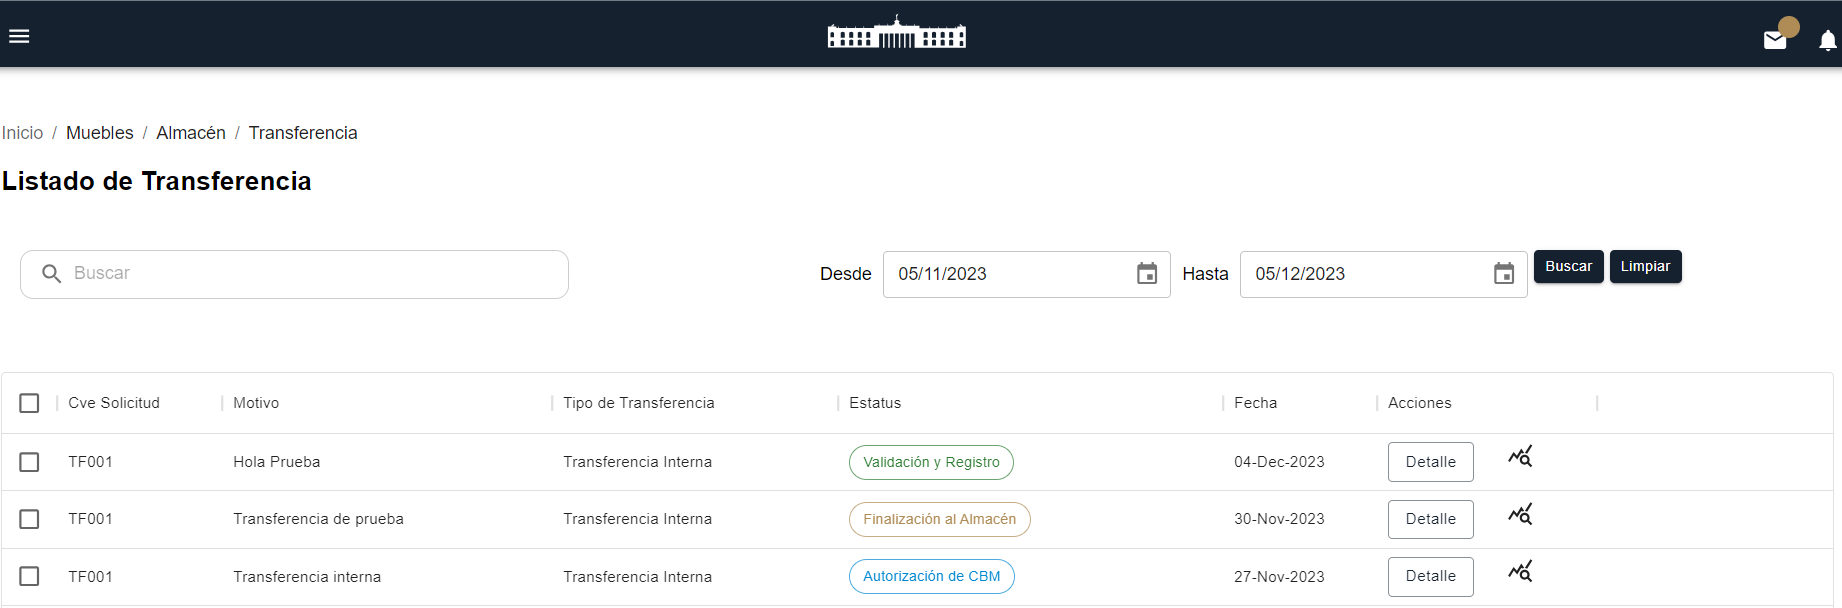 Inicio / Muebles / Almacén / Transferencia
Listado de Transferencia
Buscar Desde 05/11/2023 Hasta 05/12/2023 Buscar Limpiar
Cve Solicitud Motivo Tipo de Transferencia Estatus Fecha Acciones
TF001 Hola Prueba Transferencia Interna Validación y Registro 04-Dec-2023 Detalle
TF001 Transferencia de prueba Transferencia Interna Finalización al Almacén 30-Nov-2023 Detalle
TF001 Transferencia interna Transferencia Interna Autorización de CBM 27-Nov-2023 Detalle